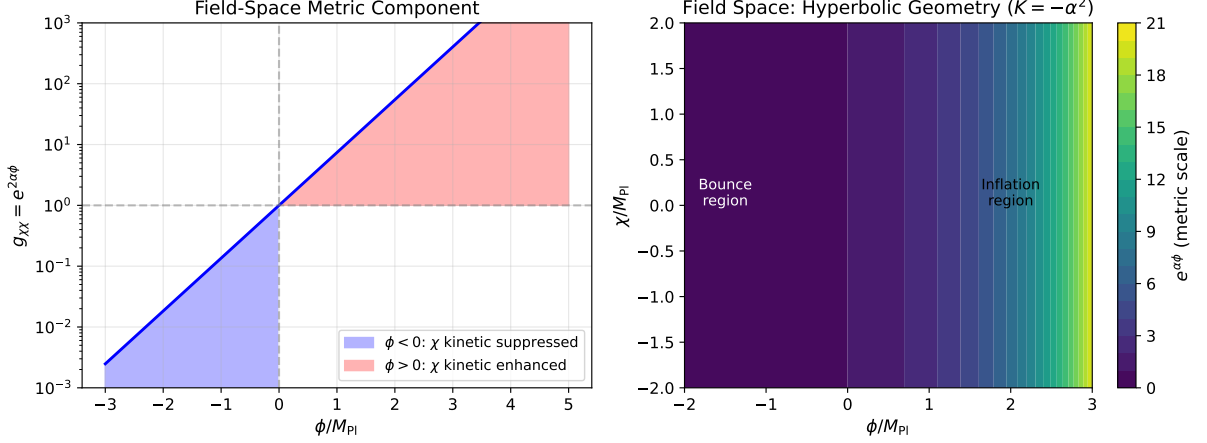 Field-Space Metric Component
10³
10²
10¹
10⁰
10⁻¹
10⁻²
10⁻³
g_χχ = e^{2αϕ}
ϕ < 0: χ kinetic suppressed
ϕ > 0: χ kinetic enhanced
−3 −2 −1 0 1 2 3 4 5
ϕ/M_Pl
Field Space: Hyperbolic Geometry (K = −α²)
2.0
1.5
1.0
0.5
0.0
−0.5
−1.0
−1.5
−2.0
χ/M_Pl
Bounce
region
Inflation
region
−2 −1 0 1 2 3
ϕ/M_Pl
21
18
15
12
9
6
3
0
e^{αϕ} (metric scale)